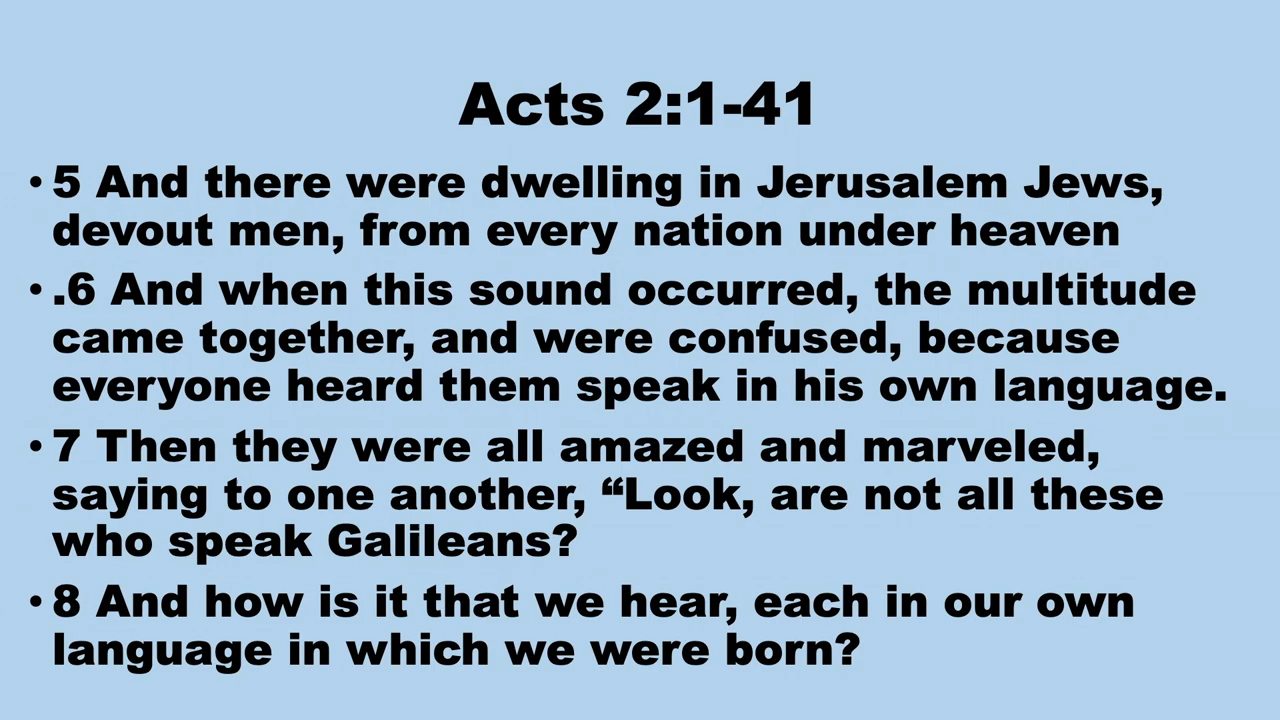 Acts 2:1-41
• 5 And there were dwelling in Jerusalem Jews,
devout men, from every nation under heaven
• .6 And when this sound occurred, the multitude
came together, and were confused, because
everyone heard them speak in his own language.
• 7 Then they were all amazed and marveled,
saying to one another, “Look, are not all these
who speak Galileans?
• 8 And how is it that we hear, each in our own
language in which we were born?